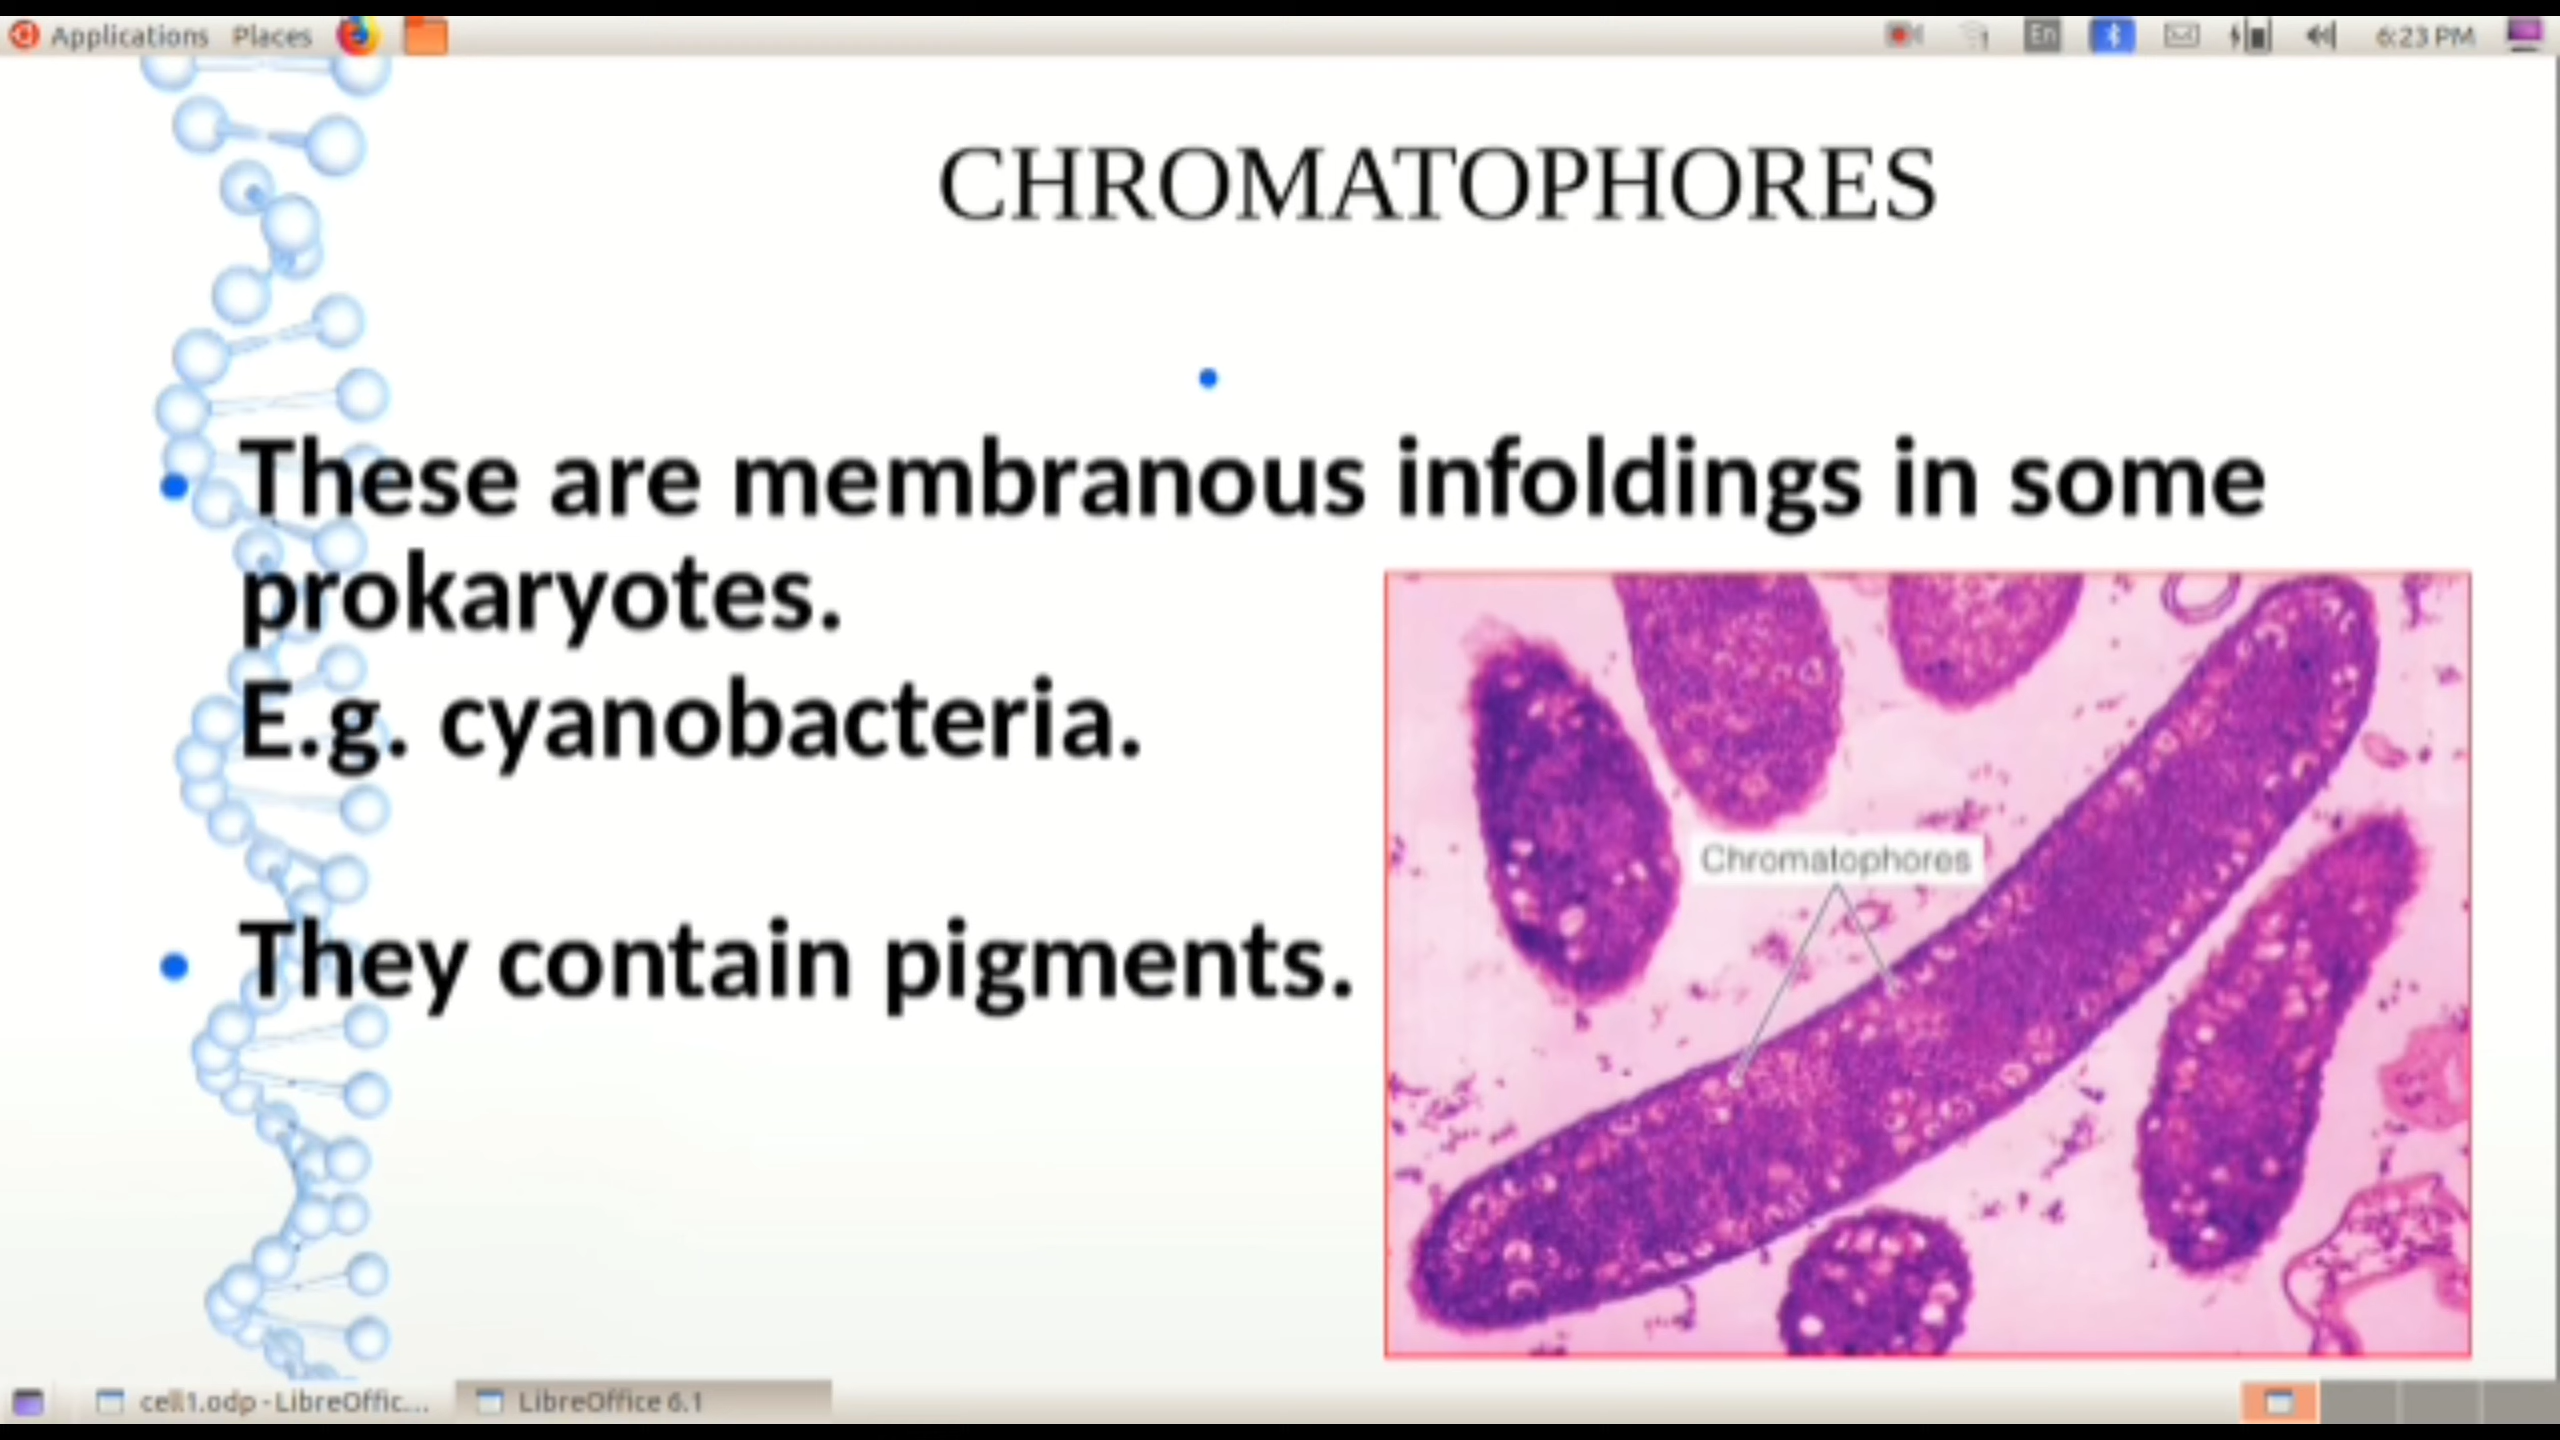 Applications Places En 6:23 PM
CHROMATOPHORES
These are membranous infoldings in some
prokaryotes.
E.g. cyanobacteria.
Chromatophores
They contain pigments.
cell1.odp - LibreOffic... LibreOffice 6.1